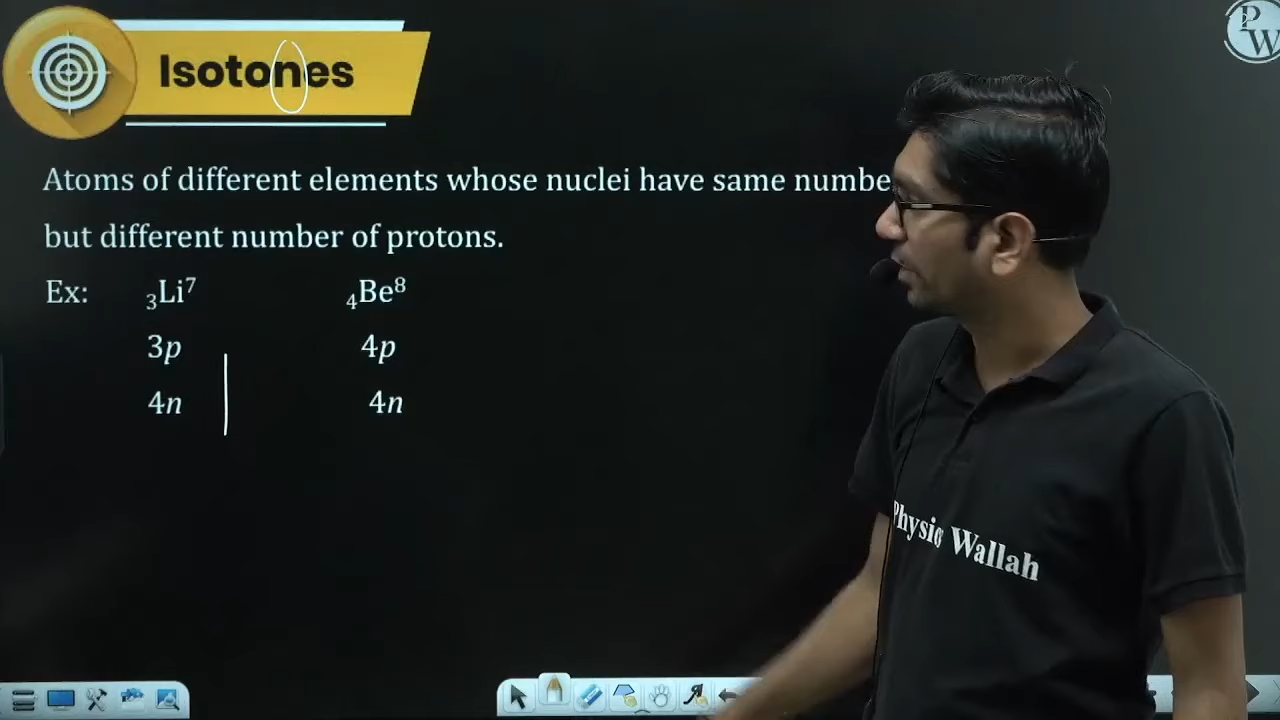 Isotones
PW
Atoms of different elements whose nuclei have same numbe
but different number of protons.
Ex: ₃Li⁷ ₄Be⁸
3p 4p
4n 4n
Physics Wallah